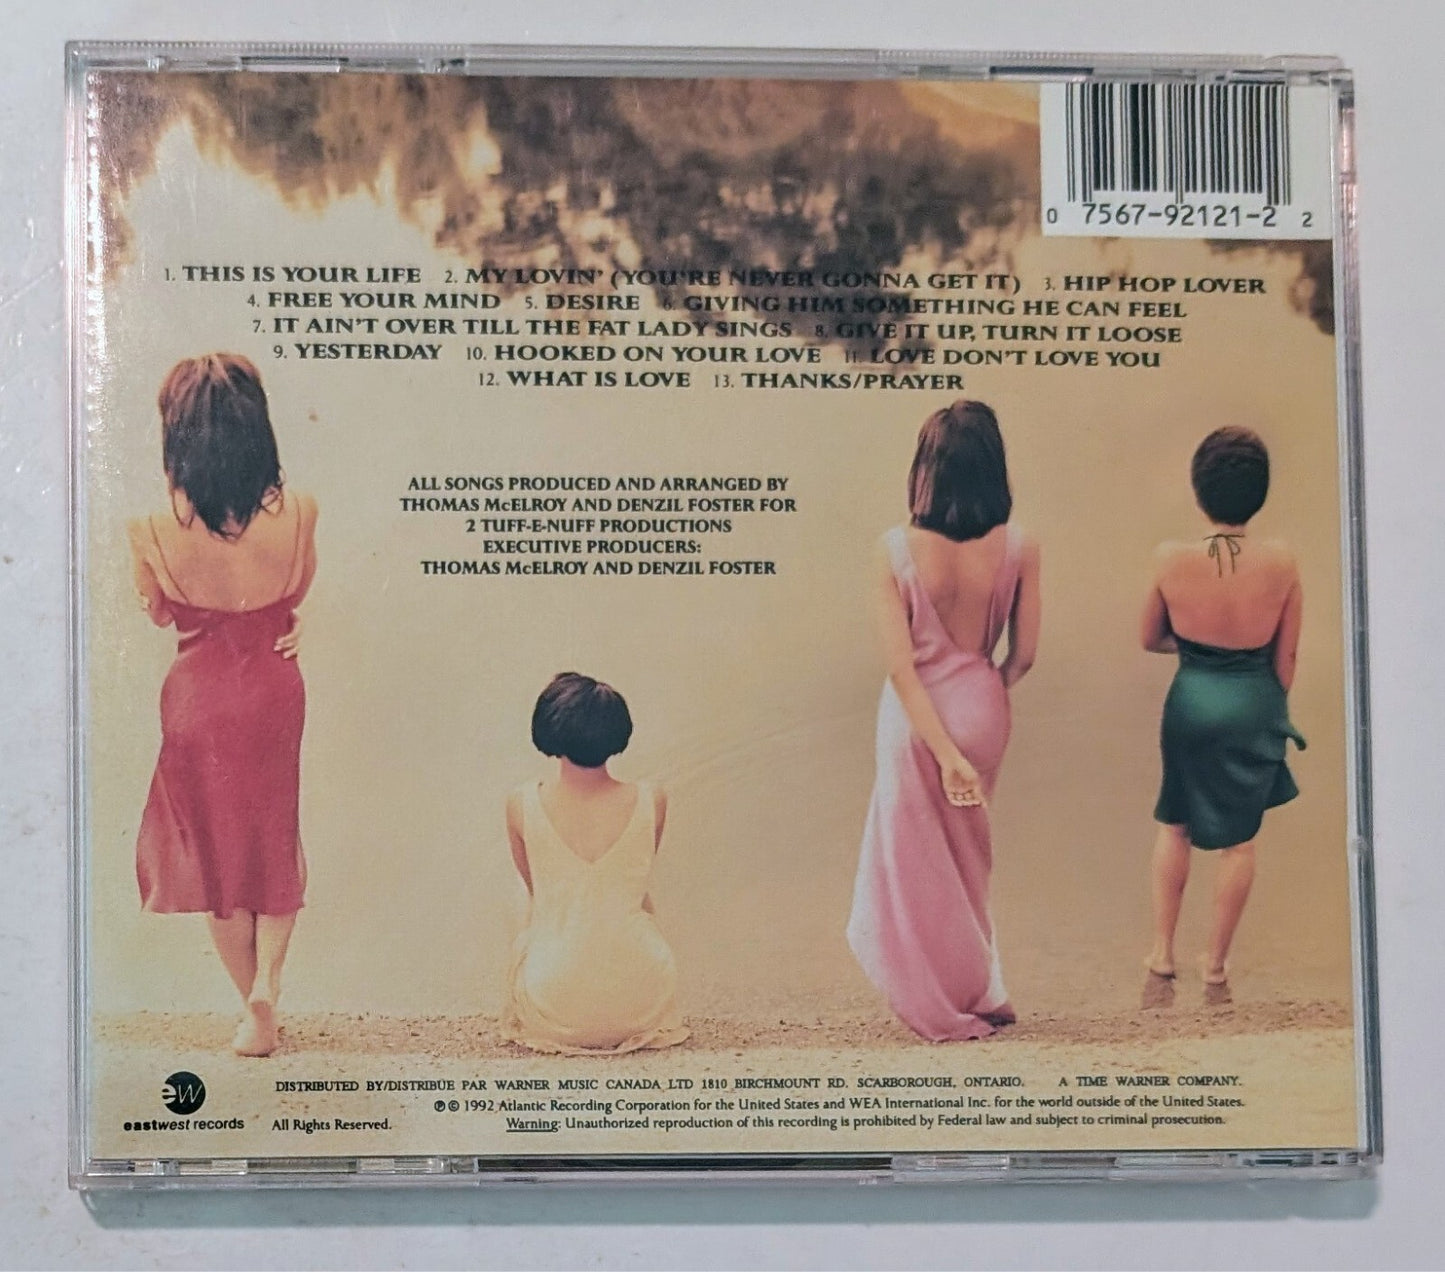 0 7567-92121-2 2
1. THIS IS YOUR LIFE 2. MY LOVIN' (YOU'RE NEVER GONNA GET IT) 3. HIP HOP LOVER
4. FREE YOUR MIND 5. DESIRE 6. GIVING HIM SOMETHING HE CAN FEEL
7. IT AIN'T OVER TILL THE FAT LADY SINGS 8. GIVE IT UP, TURN IT LOOSE
9. YESTERDAY 10. HOOKED ON YOUR LOVE 11. LOVE DON'T LOVE YOU
12. WHAT IS LOVE 13. THANKS/PRAYER
ALL SONGS PRODUCED AND ARRANGED BY
THOMAS McELROY AND DENZIL FOSTER FOR
2 TUFF-E-NUFF PRODUCTIONS
EXECUTIVE PRODUCERS:
THOMAS McELROY AND DENZIL FOSTER
ew
eastwest records
DISTRIBUTED BY/DISTRIBUE PAR WARNER MUSIC CANADA LTD 1810 BIRCHMOUNT RD. SCARBOROUGH, ONTARIO. A TIME WARNER COMPANY.
℗ © 1992 Atlantic Recording Corporation for the United States and WEA International Inc. for the world outside of the United States.
All Rights Reserved. Warning: Unauthorized reproduction of this recording is prohibited by Federal law and subject to criminal prosecution.